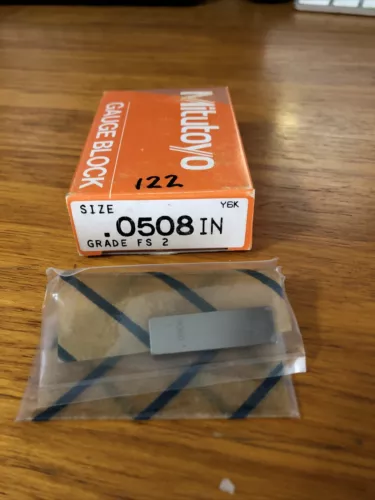 Mitutoyo
GAUGE BLOCK
122
SIZE Y6K
.0508 IN
GRADE FS 2